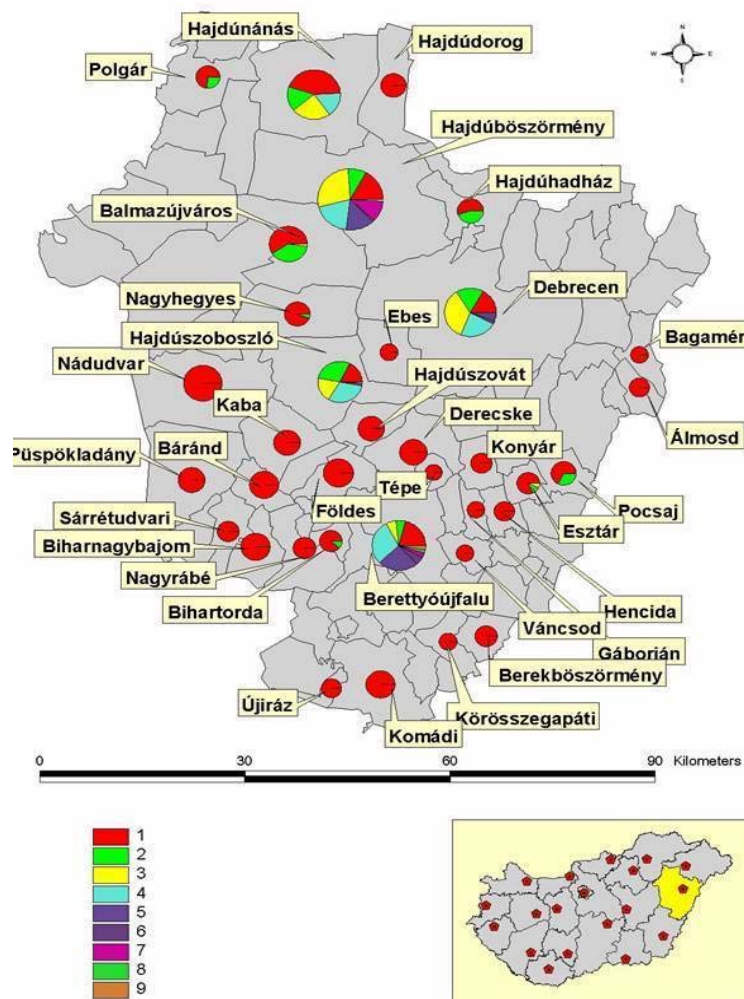 Hajdúnánás
Hajdúdorog
Polgár
N
W E
S
Hajdúböszörmény
Hajdúhadház
Balmazújváros
Nagyhegyes
Debrecen
Ebes
Hajdúszoboszló
Bagamér
Nádudvar
Hajdúszovát
Kaba
Derecske
Álmosd
Püspökladány
Báránd
Konyár
Tépe
Pocsaj
Sárrétudvari
Földes
Esztár
Biharnagybajom
Nagyrábé
Berettyóújfalu
Hencida
Bihartorda
Váncsod
Gáborián
Berekböszörmény
Újiráz
Körösszegapáti
Komádi
0 30 60 90 Kilometers
1
2
3
4
5
6
7
8
9